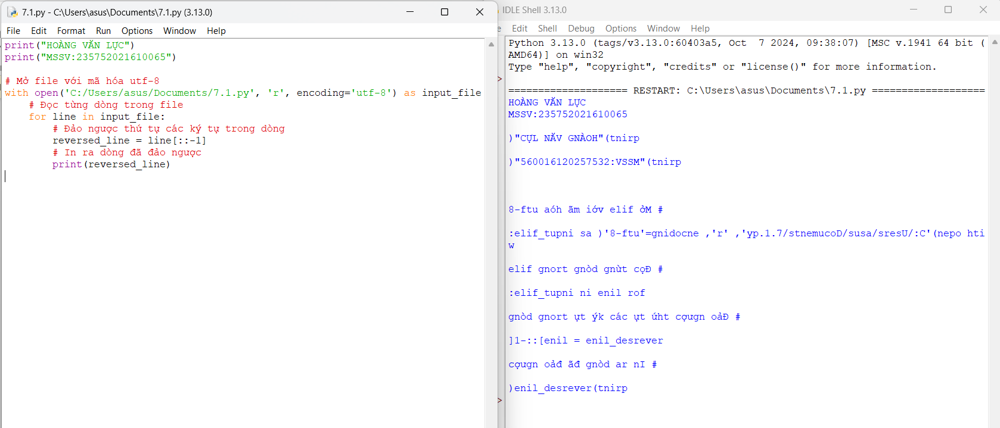 7.1.py - C:\Users\asus\Documents\7.1.py (3.13.0)
File Edit Format Run Options Window Help
print("HOÀNG VĂN LỰC")
print("MSSV:235752021610065")
# Mở file với mã hóa utf-8
with open('C:/Users/asus/Documents/7.1.py', 'r', encoding='utf-8') as input_file
    # Đọc từng dòng trong file
    for line in input_file:
        # Đảo ngược thứ tự các ký tự trong dòng
        reversed_line = line[::-1]
        # In ra dòng đã đảo ngược
        print(reversed_line)
IDLE Shell 3.13.0
Edit Shell Debug Options Window Help
Python 3.13.0 (tags/v3.13.0:60403a5, Oct  7 2024, 09:38:07) [MSC v.1941 64 bit (
AMD64)] on win32
Type "help", "copyright", "credits" or "license()" for more information.
>
==================== RESTART: C:\Users\asus\Documents\7.1.py ===================
HOÀNG VĂN LỰC
MSSV:235752021610065
)"CỰL NĂV GNÀOH"(tnirp
)"560016120257532:VSSM"(tnirp
8-ftu aóh ãm iớv elif ởM #
:elif_tupni sa )'8-ftu'=gnidocne ,'r' ,'yp.1.7/stnemucoD/susa/sresU/:C'(nepo hti
w
elif gnort gnòd gnừt cọĐ #
:elif_tupni ni enil rof
gnòd gnort ựt ýk các ựt ứht cợưgn oảĐ #
]1-::[enil = enil_desrever
cợưgn oảđ ãđ gnòd ar nI #
)enil_desrever(tnirp
>